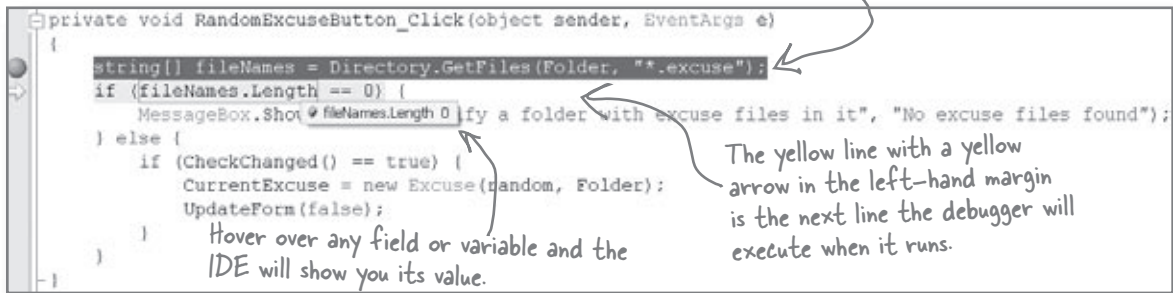 private void RandomExcuseButton_Click(object sender, EventArgs e)
{
string[] fileNames = Directory.GetFiles(Folder, "*.excuse");
if (fileNames.Length == 0) {
MessageBox.Sho fileNames.Length 0 ify a folder with excuse files in it", "No excuse files found");
} else {
if (CheckChanged() == true) {
CurrentExcuse = new Excuse(random, Folder);
UpdateForm(false);
}
}
}
Hover over any field or variable and the
IDE will show you its value.
The yellow line with a yellow
arrow in the left-hand margin
is the next line the debugger will
execute when it runs.